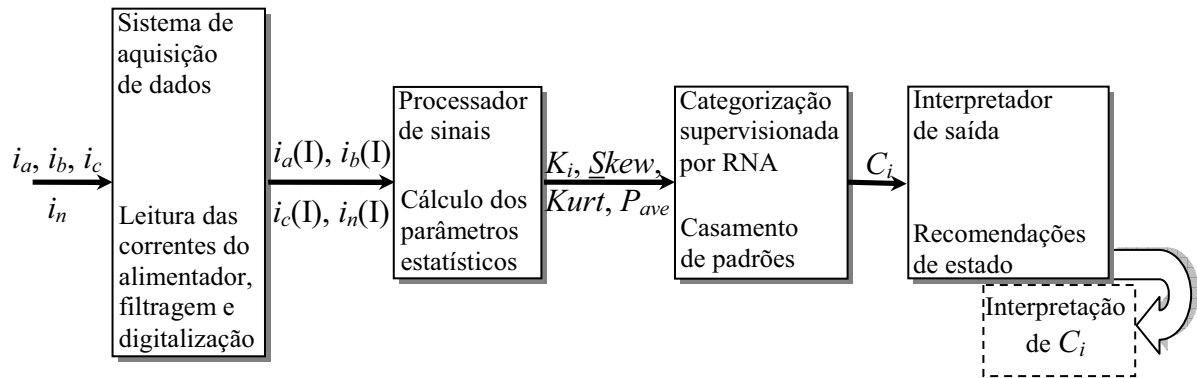 i_a, i_b, i_c
i_n
Sistema de
aquisição
de dados
Leitura das
correntes do
alimentador,
filtragem e
digitalização
i_a(I), i_b(I)
i_c(I), i_n(I)
Processador
de sinais
Cálculo dos
parâmetros
estatísticos
K_i, Skew,
Kurt, P_ave
Categorização
supervisionada
por RNA
Casamento
de padrões
C_i
Interpretador
de saída
Recomendações
de estado
Interpretação
de C_i